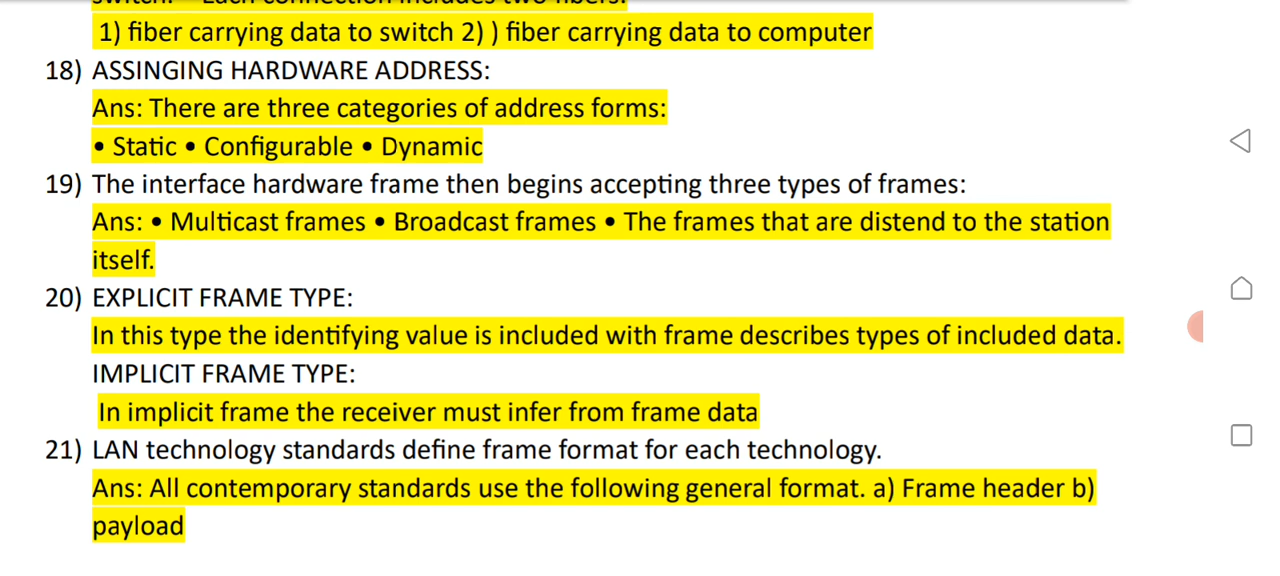 1) fiber carrying data to switch 2) ) fiber carrying data to computer
18) ASSINGING HARDWARE ADDRESS:
Ans: There are three categories of address forms:
• Static • Configurable • Dynamic
19) The interface hardware frame then begins accepting three types of frames:
Ans: • Multicast frames • Broadcast frames • The frames that are distend to the station
itself.
20) EXPLICIT FRAME TYPE:
In this type the identifying value is included with frame describes types of included data.
IMPLICIT FRAME TYPE:
In implicit frame the receiver must infer from frame data
21) LAN technology standards define frame format for each technology.
Ans: All contemporary standards use the following general format. a) Frame header b)
payload